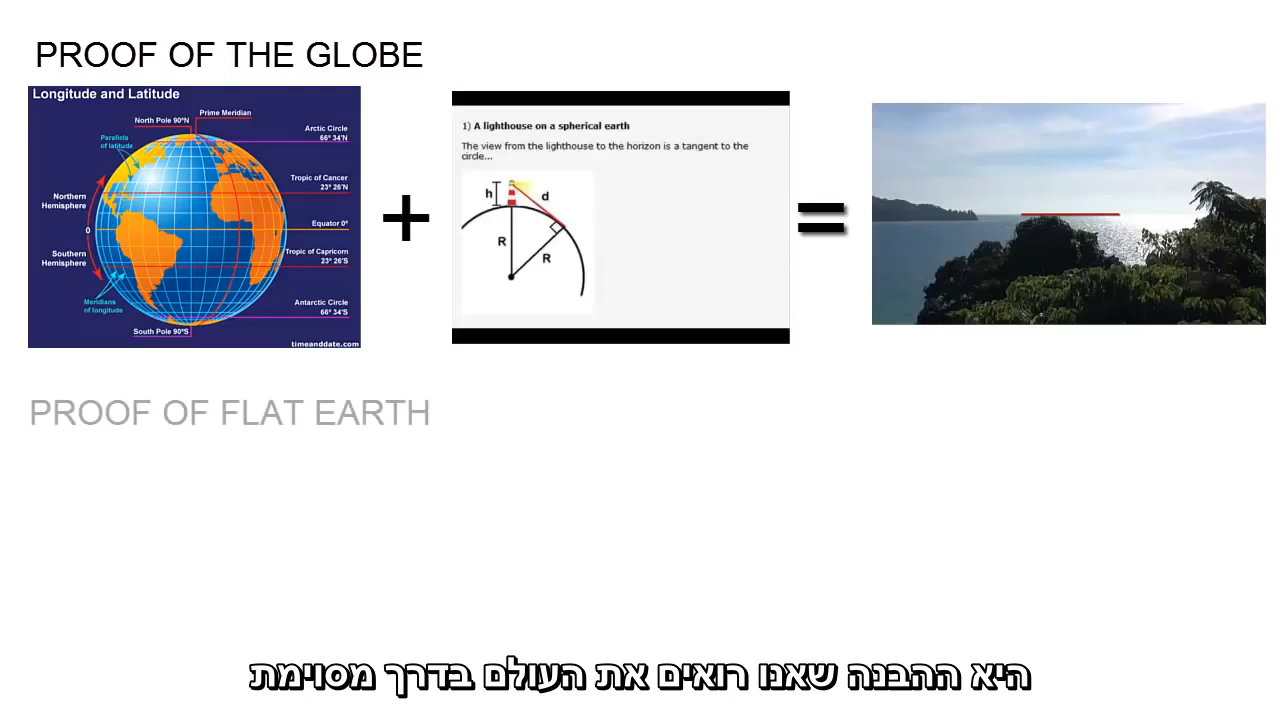 PROOF OF THE GLOBE
Longitude and Latitude
Prime Meridian
North Pole 90°N
Arctic Circle
66° 34'N
Parallels
of latitude
Tropic of Cancer
23° 26'N
Northern
Hemisphere
0
Equator 0°
Southern
Hemisphere
Tropic of Capricorn
23° 26'S
Meridians
of longitude
Antarctic Circle
66° 34'S
South Pole 90°S
timeanddate.com
+
1) A lighthouse on a spherical earth
The view from the lighthouse to the horizon is a tangent to the
circle...
h
d
R
R
=
PROOF OF FLAT EARTH
היא ההבנה שאנו רואים את העולם בדרך מסוימת